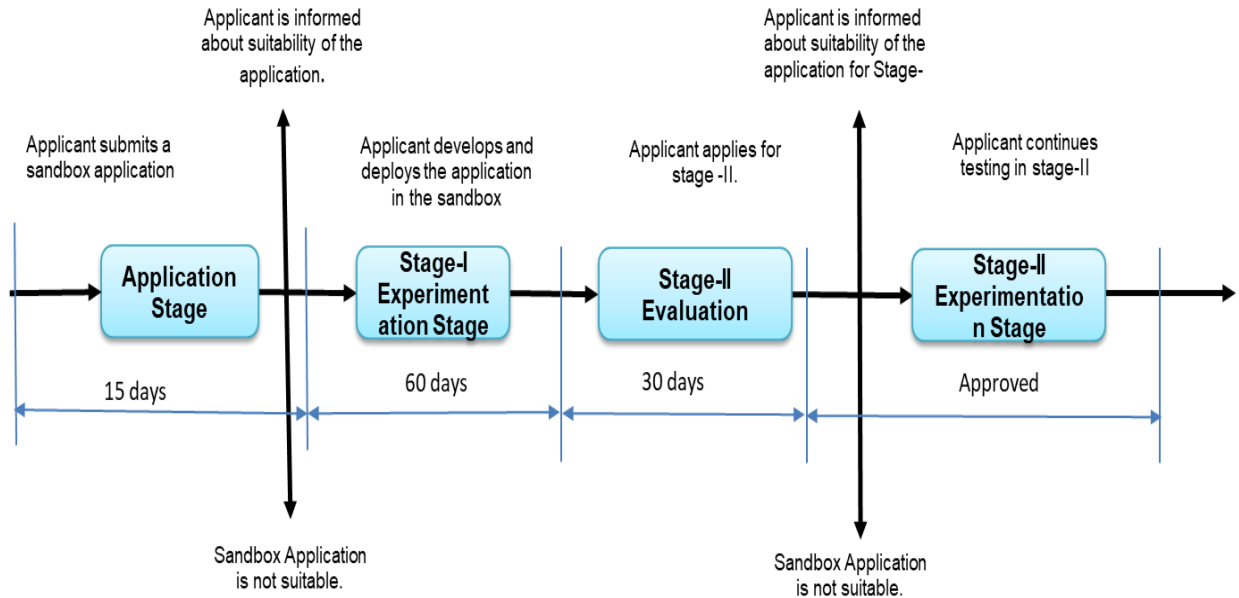 Applicant is informed
about suitability of the
application.
Applicant is informed
about suitability of the
application for Stage-
Applicant submits a
sandbox application
Applicant develops and
deploys the application
in the sandbox
Applicant applies for
stage -II.
Applicant continues
testing in stage-II
Application
Stage
Stage-I
Experiment
ation Stage
Stage-II
Evaluation
Stage-II
Experimentatio
n Stage
15 days
60 days
30 days
Approved
Sandbox Application
is not suitable.
Sandbox Application
is not suitable.